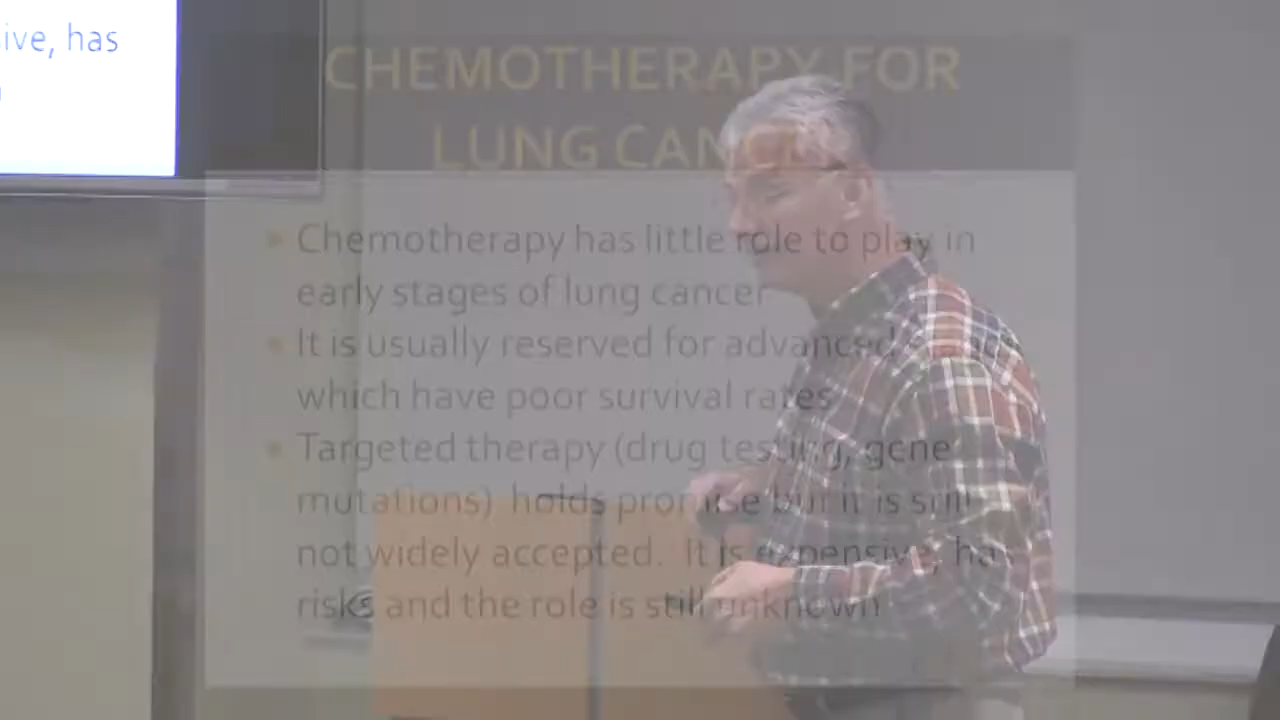 ive, has
CHEMOTHERAPY FOR
LUNG CANCER
Chemotherapy has little role to play in
early stages of lung cancer
It is usually reserved for advanced
which have poor survival rates
Targeted therapy (drug testing, gene
mutations) holds promise but it is still
not widely accepted. It is expensive, has
risks and the role is still unknown